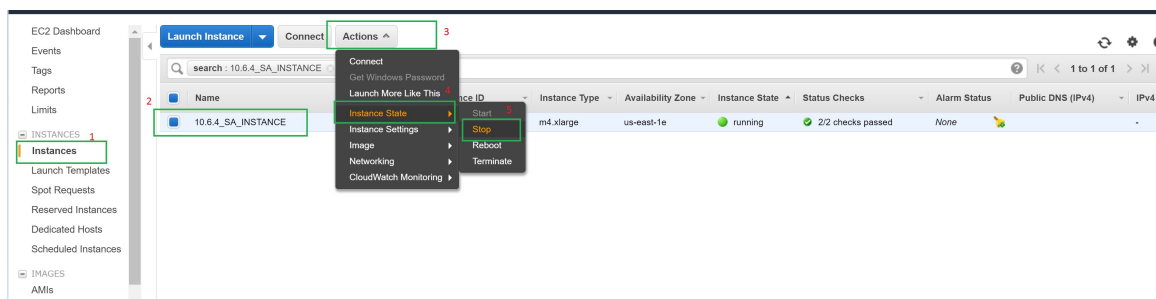 EC2 Dashboard
Events
Tags
Reports
Limits
INSTANCES
1
Instances
Launch Templates
Spot Requests
Reserved Instances
Dedicated Hosts
Scheduled Instances
IMAGES
AMIs
Launch Instance Connect Actions 3
search : 10.6.4_SA_INSTANCE 1 to 1 of 1
2 Name nce ID Instance Type Availability Zone Instance State Status Checks Alarm Status Public DNS (IPv4) IPv4
10.6.4_SA_INSTANCE m4.xlarge us-east-1e running 2/2 checks passed None -
Connect
Get Windows Password
Launch More Like This 4
Instance State
Instance Settings
Image
Networking
CloudWatch Monitoring
Start 5
Stop
Reboot
Terminate